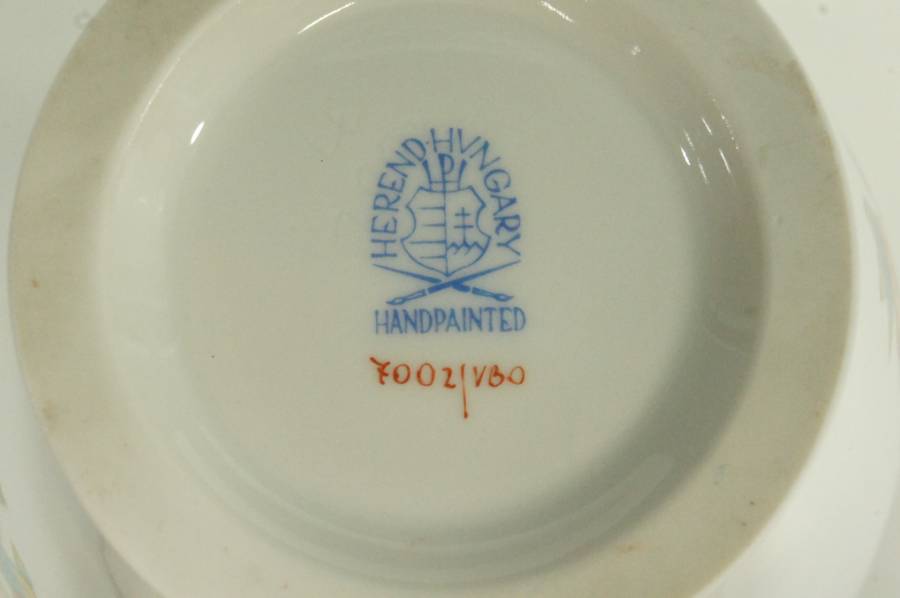 HEREND·HVNGARY
P
HANDPAINTED
7002/VBO